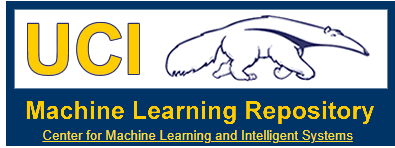 UCI
Machine Learning Repository
Center for Machine Learning and Intelligent Systems